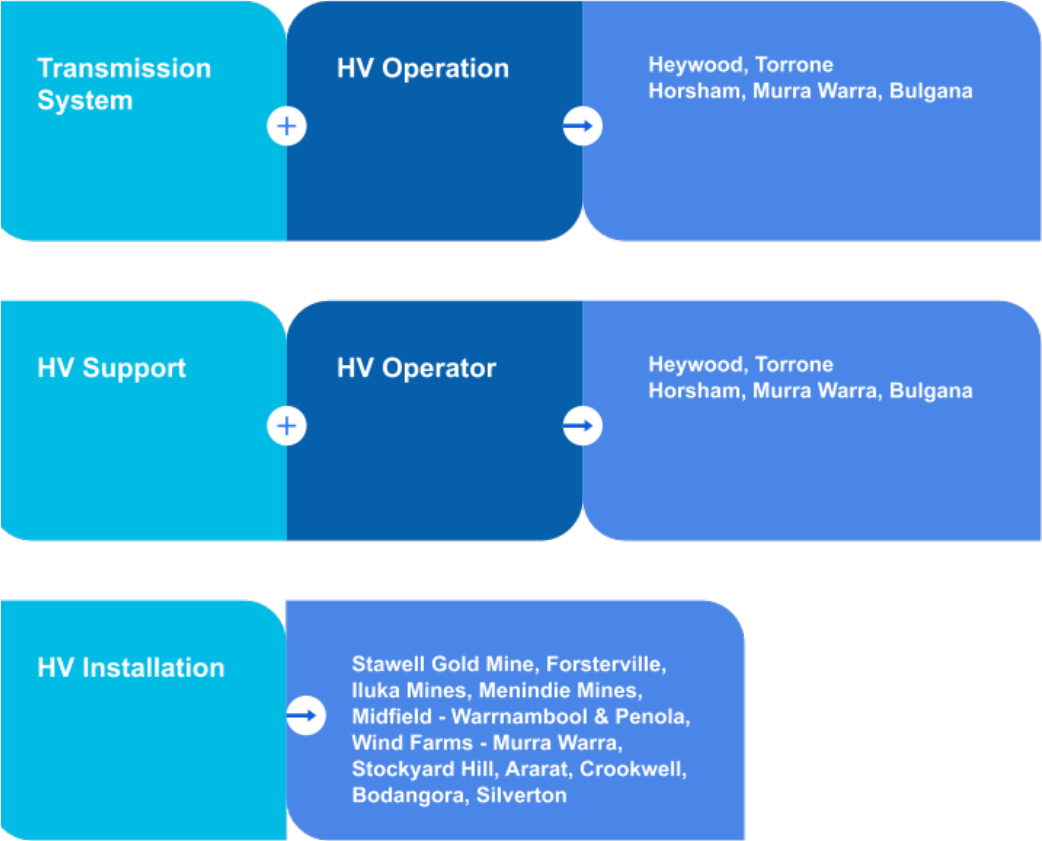 Transmission
System
HV Operation
Heywood, Torrone
Horsham, Murra Warra, Bulgana
HV Support
HV Operator
Heywood, Torrone
Horsham, Murra Warra, Bulgana
HV Installation
Stawell Gold Mine, Forsterville,
Iluka Mines, Menindie Mines,
Midfield - Warrnambool & Penola,
Wind Farms - Murra Warra,
Stockyard Hill, Ararat, Crookwell,
Bodangora, Silverton